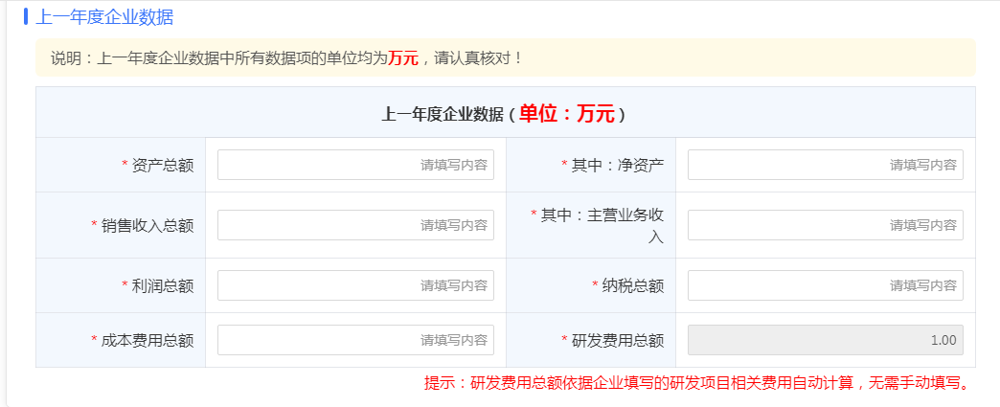 上一年度企业数据
说明：上一年度企业数据中所有数据项的单位均为万元，请认真核对！
上一年度企业数据（单位：万元）
* 资产总额 请填写内容 * 其中：净资产 请填写内容
* 销售收入总额 请填写内容 * 其中：主营业务收
入 请填写内容
* 利润总额 请填写内容 * 纳税总额 请填写内容
* 成本费用总额 请填写内容 * 研发费用总额 1.00
提示：研发费用总额依据企业填写的研发项目相关费用自动计算，无需手动填写。